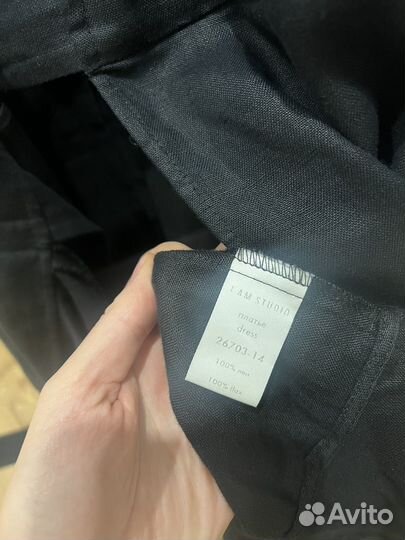 I AM STUDIO
платье
dress
26703-14
100% лен
100% flax
Avito